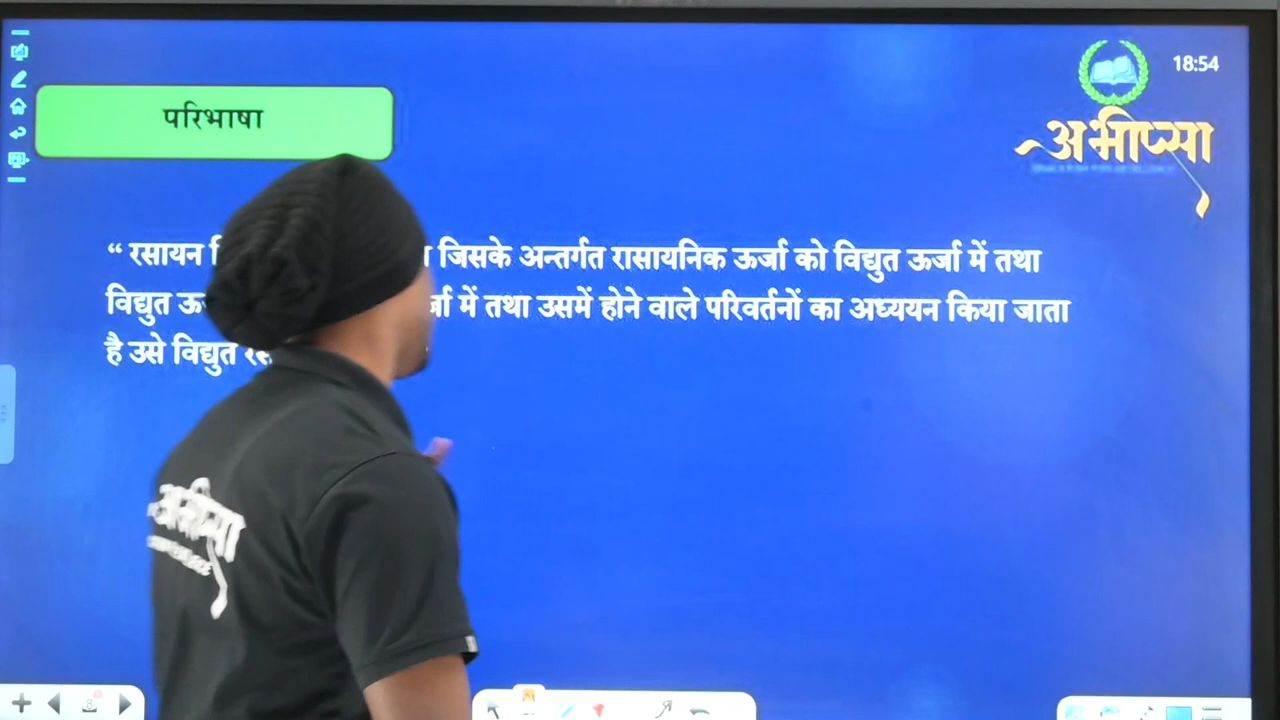 18:54
परिभाषा
अभीप्सा
“ रसायन जिसके अन्तर्गत रासायनिक ऊर्जा को विद्युत ऊर्जा में तथा
विद्युत में तथा उसमें होने वाले परिवर्तनों का अध्ययन किया जाता
है उसे विद्युत
अभीप्सा